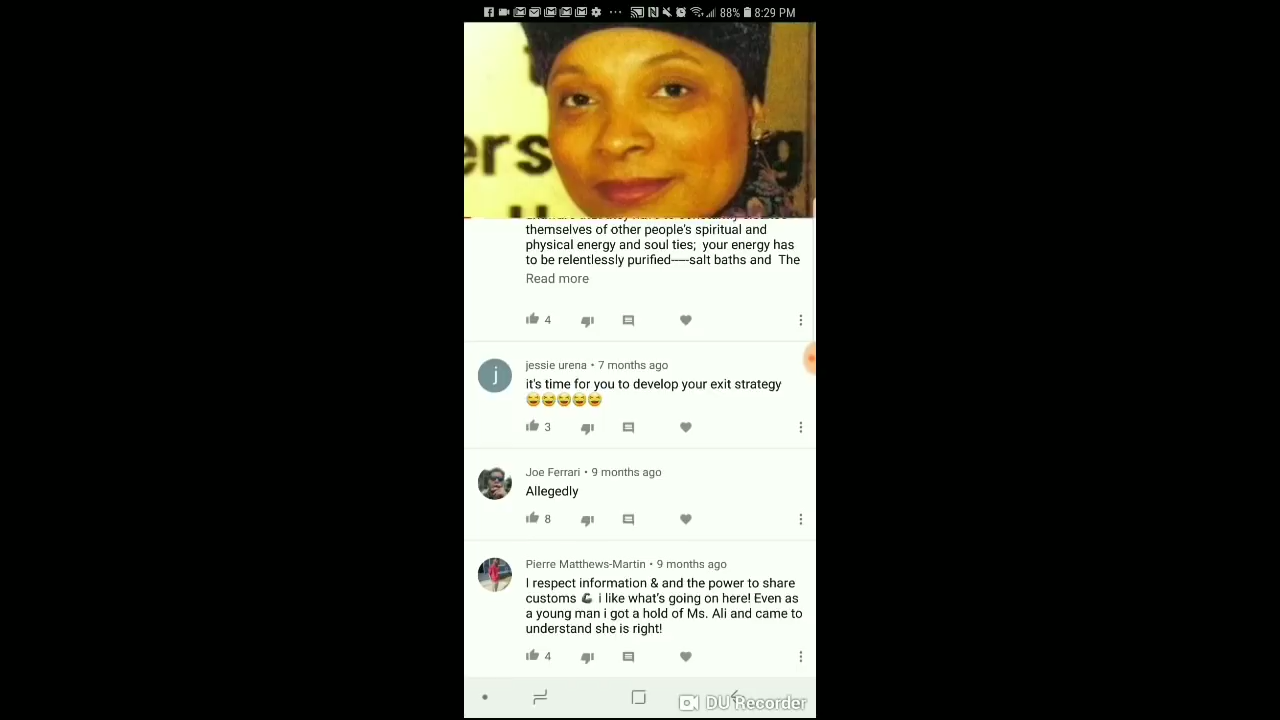 88% 8:29 PM
ers
g
themselves of other people's spiritual and
physical energy and soul ties; your energy has
to be relentlessly purified-----salt baths and The
Read more
4
j
jessie urena • 7 months ago
it's time for you to develop your exit strategy
😂😂😂😂😂
3
Joe Ferrari • 9 months ago
Allegedly
8
Pierre Matthews-Martin • 9 months ago
I respect information & and the power to share
customs 💪🏿 i like what's going on here! Even as
a young man i got a hold of Ms. Ali and came to
understand she is right!
4
DU Recorder